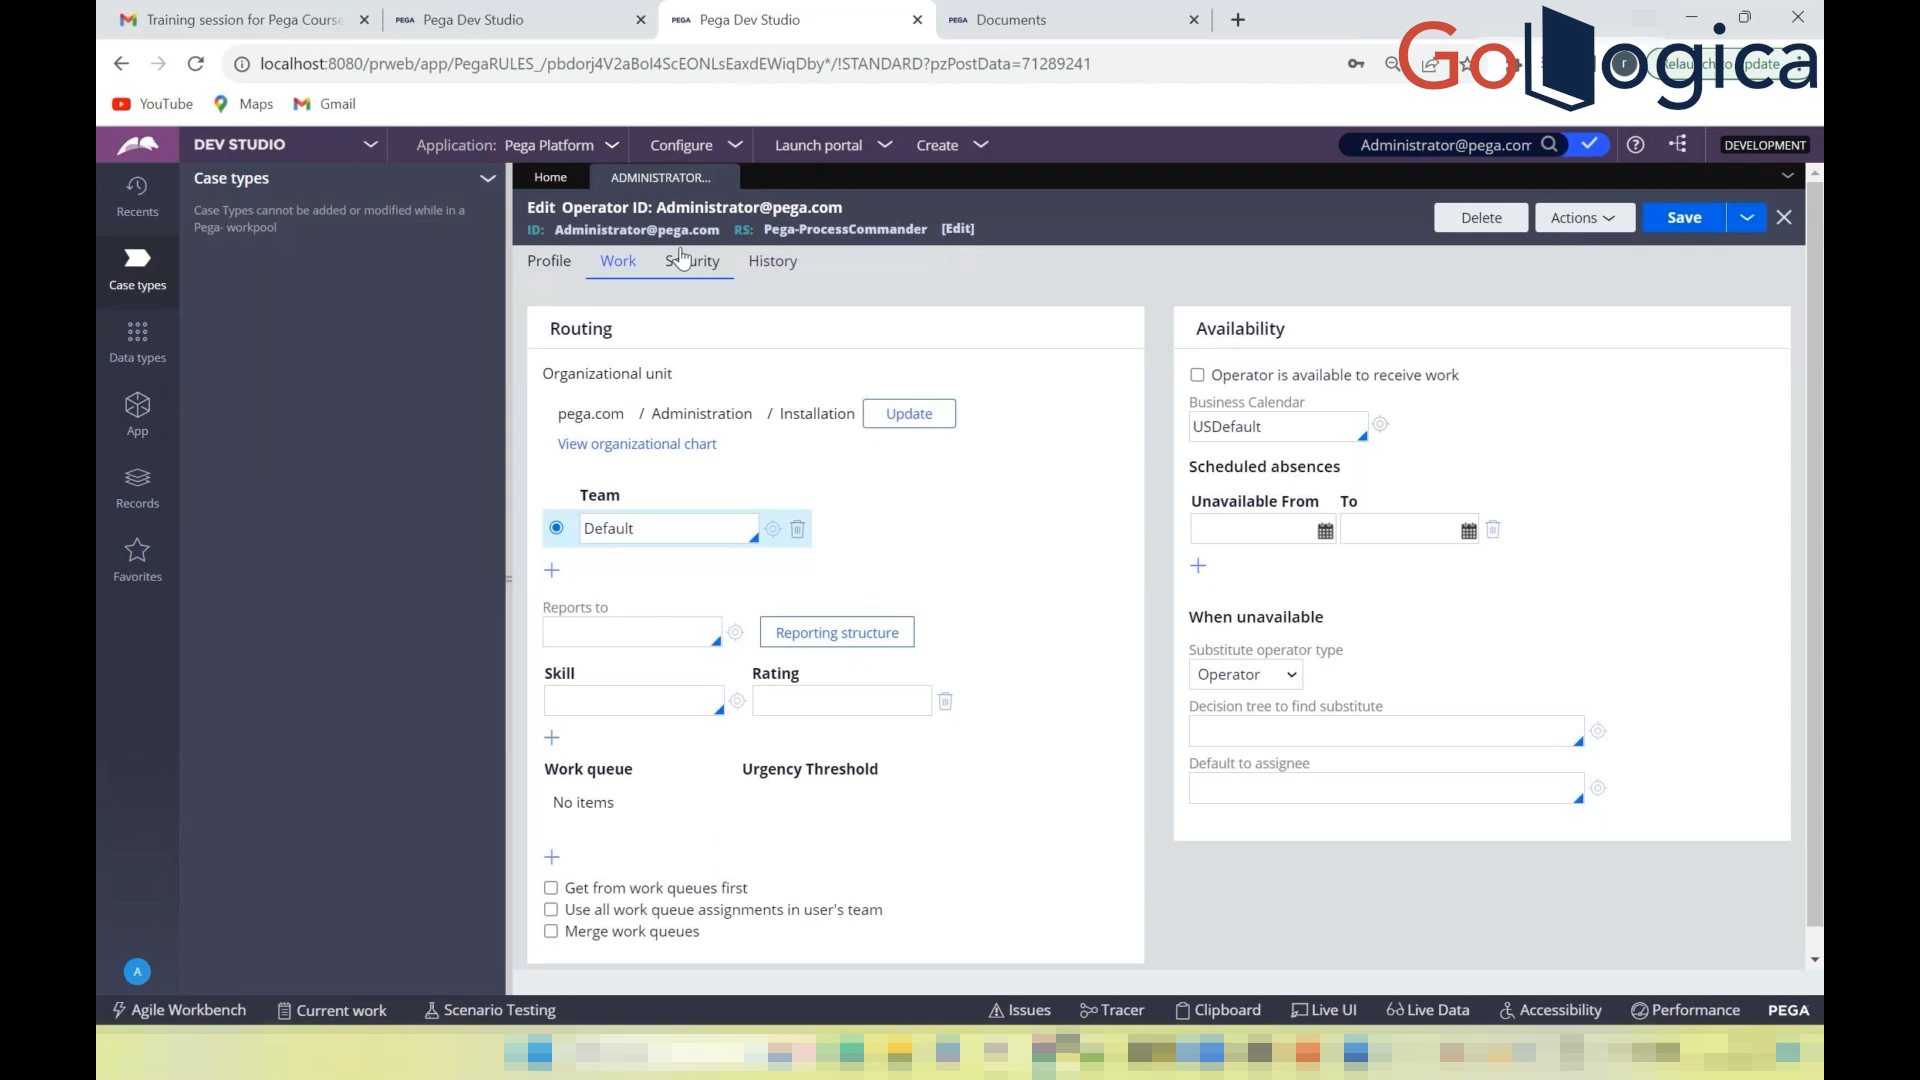 Training session for Pega Course
Pega Dev Studio
Pega Dev Studio
Documents
localhost:8080/prweb/app/PegaRULES_/pbdorj4V2aBoI4ScEONLsEaxdEWiqDby*/!STANDARD?pzPostData=71289241
r
GoLogica
YouTube
Maps
Gmail
DEV STUDIO
Application: Pega Platform
Configure
Launch portal
Create
Administrator@pega.com
DEVELOPMENT
Recents
Case types
Data types
App
Records
Favorites
A
Case types
Case Types cannot be added or modified while in a
Pega- workpool
Home
ADMINISTRATOR...
Edit Operator ID: Administrator@pega.com
ID: Administrator@pega.com RS: Pega-ProcessCommander [Edit]
Delete
Actions
Save
Profile
Work
Security
History
Routing
Organizational unit
pega.com / Administration / Installation
Update
View organizational chart
Team
Default
Reports to
Reporting structure
Skill
Rating
Work queue
Urgency Threshold
No items
Get from work queues first
Use all work queue assignments in user's team
Merge work queues
Availability
Operator is available to receive work
Business Calendar
USDefault
Scheduled absences
Unavailable From
To
When unavailable
Substitute operator type
Operator
Decision tree to find substitute
Default to assignee
Agile Workbench
Current work
Scenario Testing
Issues
Tracer
Clipboard
Live UI
Live Data
Accessibility
Performance
PEGA